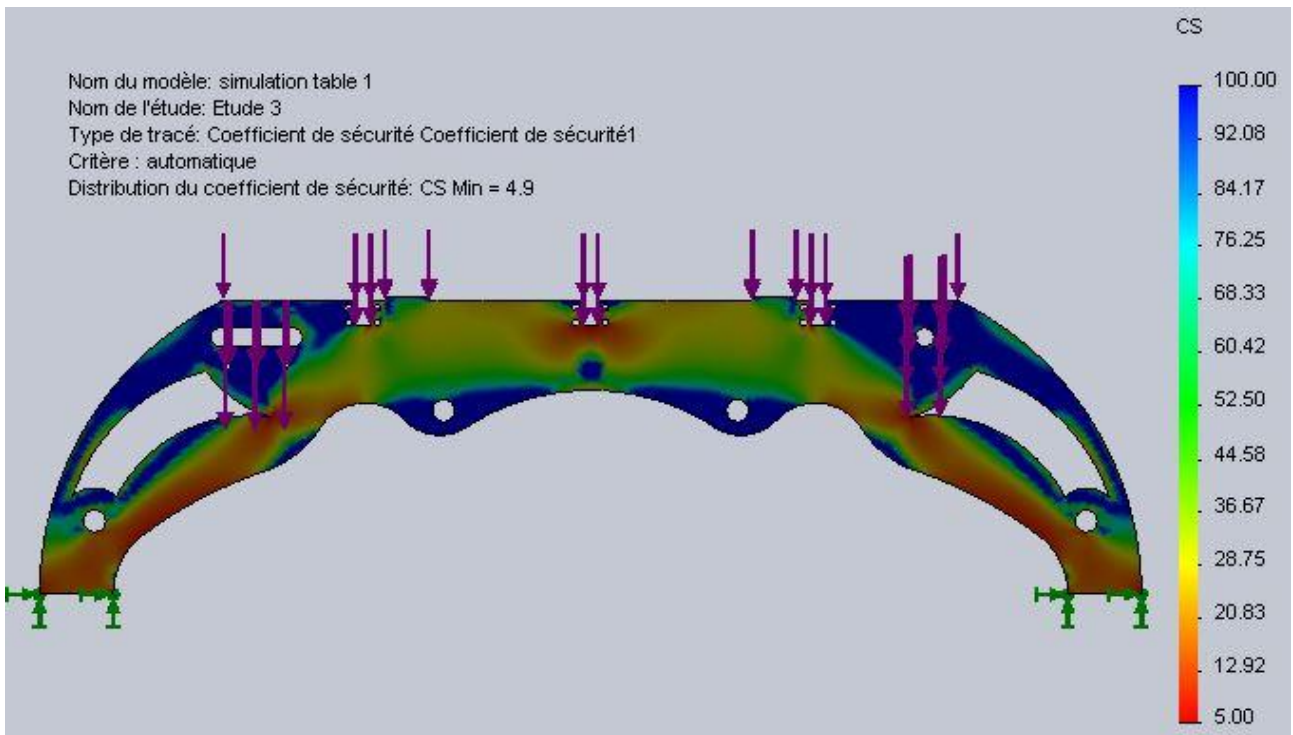 CS
Nom du modèle: simulation table 1
Nom de l'étude: Etude 3
Type de tracé: Coefficient de sécurité Coefficient de sécurité1
Critère : automatique
Distribution du coefficient de sécurité: CS Min = 4.9
100.00
92.08
84.17
76.25
68.33
60.42
52.50
44.58
36.67
28.75
20.83
12.92
5.00